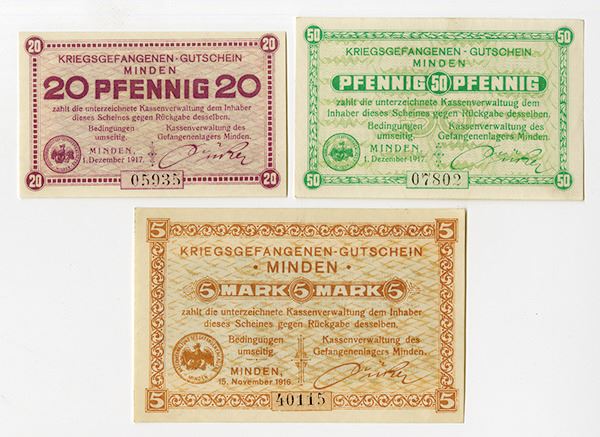 20 20
KRIEGSGEFANGENEN - GUTSCHEIN
MINDEN
20 PFENNIG 20
zahlt die unterzeichnete Kassenverwaltung dem Inhaber
dieses Scheines gegen Rückgabe desselben.
Bedingungen Kassenverwaltung des
umseitig. Gefangenenlagers Minden.
MINDEN,
1. Dezember 1917.
20 05935 20
50 50
KRIEGSGEFANGENEN - GUTSCHEIN
MINDEN
PFENNIG 50 PFENNIG
zahlt die unterzeichnete Kassenverwaltung dem
Inhaber dieses Scheines gegen Rückgabe desselben.
Bedingungen Kassenverwaltung des
umseitig. Gefangenenlagers Minden.
MINDEN,
1. Dezember 1917.
50 07802 50
5 5
KRIEGSGEFANGENEN-GUTSCHEIN
· MINDEN ·
5 MARK 5 MARK 5
zahlt die unterzeichnete Kassenverwaltung dem Inhaber
dieses Scheines gegen Rückgabe desselben.
Bedingungen Kassenverwaltung des
umseitig. Gefangenenlagers Minden.
MINDEN,
15. November 1916.
5 40115 5